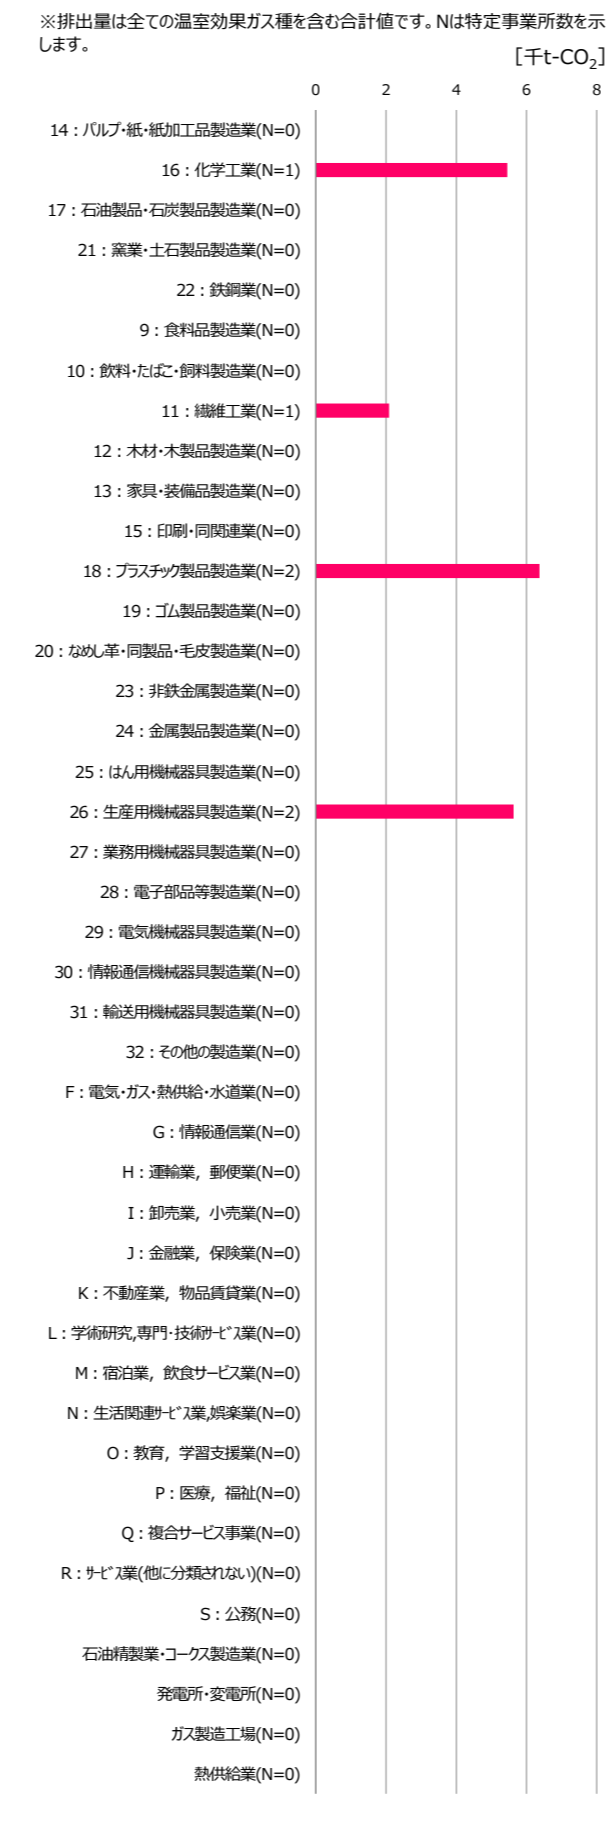 ※排出量は全ての温室効果ガス種を含む合計値です。Nは特定事業所数を示
します。
[千t-CO₂]
0 2 4 6 8
14：パルプ・紙・紙加工品製造業(N=0)
16：化学工業(N=1)
17：石油製品・石炭製品製造業(N=0)
21：窯業・土石製品製造業(N=0)
22：鉄鋼業(N=0)
9：食料品製造業(N=0)
10：飲料・たばこ・飼料製造業(N=0)
11：繊維工業(N=1)
12：木材・木製品製造業(N=0)
13：家具・装備品製造業(N=0)
15：印刷・同関連業(N=0)
18：プラスチック製品製造業(N=2)
19：ゴム製品製造業(N=0)
20：なめし革・同製品・毛皮製造業(N=0)
23：非鉄金属製造業(N=0)
24：金属製品製造業(N=0)
25：はん用機械器具製造業(N=0)
26：生産用機械器具製造業(N=2)
27：業務用機械器具製造業(N=0)
28：電子部品等製造業(N=0)
29：電気機械器具製造業(N=0)
30：情報通信機械器具製造業(N=0)
31：輸送用機械器具製造業(N=0)
32：その他の製造業(N=0)
F：電気・ガス・熱供給・水道業(N=0)
G：情報通信業(N=0)
H：運輸業，郵便業(N=0)
I：卸売業，小売業(N=0)
J：金融業，保険業(N=0)
K：不動産業，物品賃貸業(N=0)
L：学術研究,専門・技術ｻｰﾋﾞｽ業(N=0)
M：宿泊業，飲食サービス業(N=0)
N：生活関連ｻｰﾋﾞｽ業,娯楽業(N=0)
O：教育，学習支援業(N=0)
P：医療，福祉(N=0)
Q：複合サービス事業(N=0)
R：ｻｰﾋﾞｽ業(他に分類されない)(N=0)
S：公務(N=0)
石油精製業・コークス製造業(N=0)
発電所・変電所(N=0)
ガス製造工場(N=0)
熱供給業(N=0)